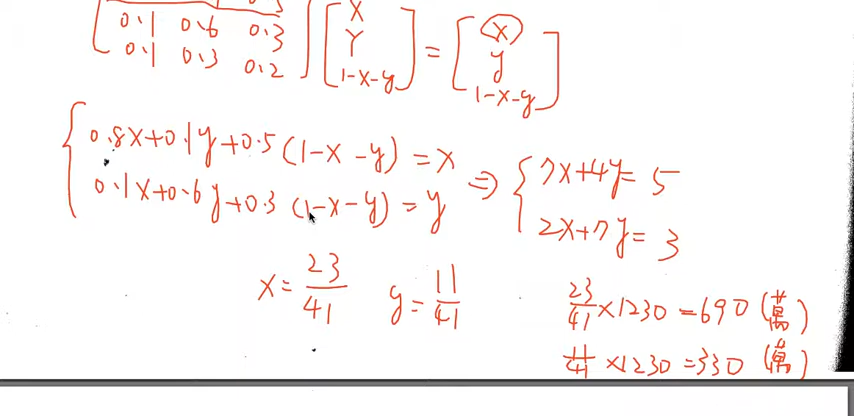 0.1 0.6 0.3
0.1 0.3 0.2
X
Y
1-x-y
=
x
y
1-x-y
0.8x+0.1y+0.5(1-x-y)=x
0.1x+0.6y+0.3(1-x-y)=y
⇒
7x+4y=5
2x+7y=3
x=23/41 y=11/41
23/41×1230=690(萬)
11/41×1230=330(萬)